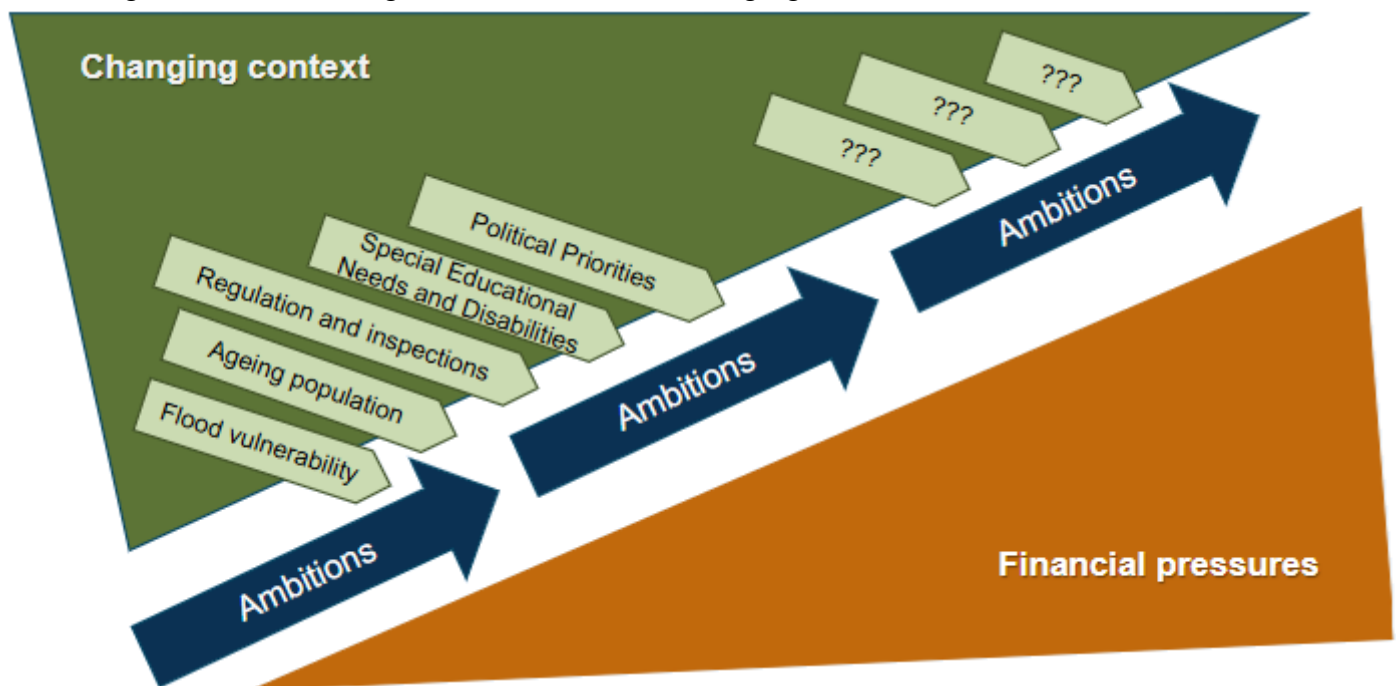 Changing context
???
???
???
Political Priorities
Special Educational
Needs and Disabilities
Regulation and inspections
Ageing population
Flood vulnerability
Ambitions
Ambitions
Ambitions
Financial pressures